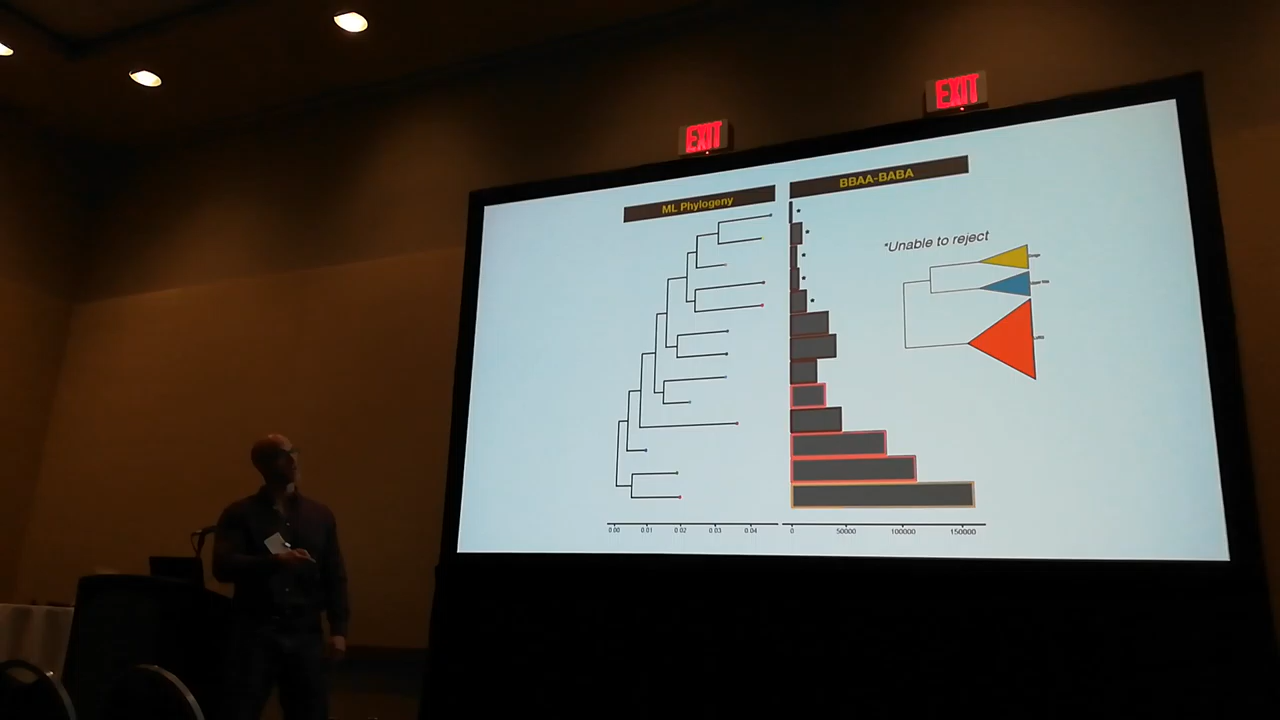 EXIT
EXIT
BBAA-BABA
ML Phylogeny
*Unable to reject
*
*
*
*
*
0.00 0.01 0.02 0.03 0.04
0 50000 100000 150000